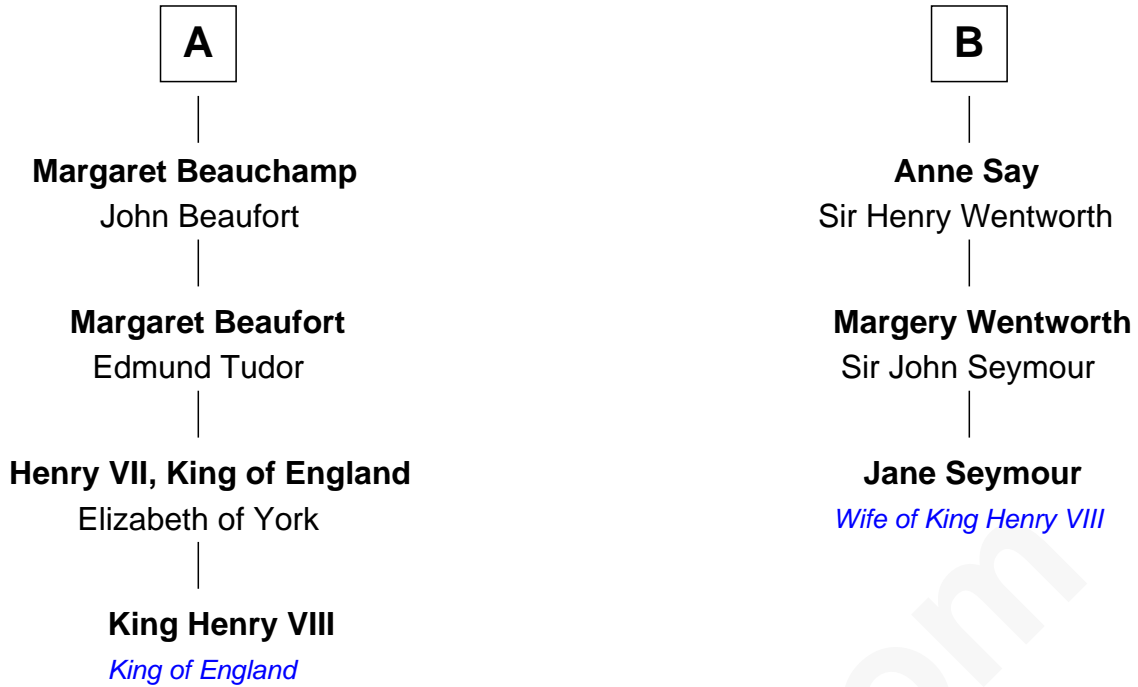 A
Margaret Beauchamp
John Beaufort
Margaret Beaufort
Edmund Tudor
Henry VII, King of England
Elizabeth of York
King Henry VIII
King of England
B
Anne Say
Sir Henry Wentworth
Margery Wentworth
Sir John Seymour
Jane Seymour
Wife of King Henry VIII
om